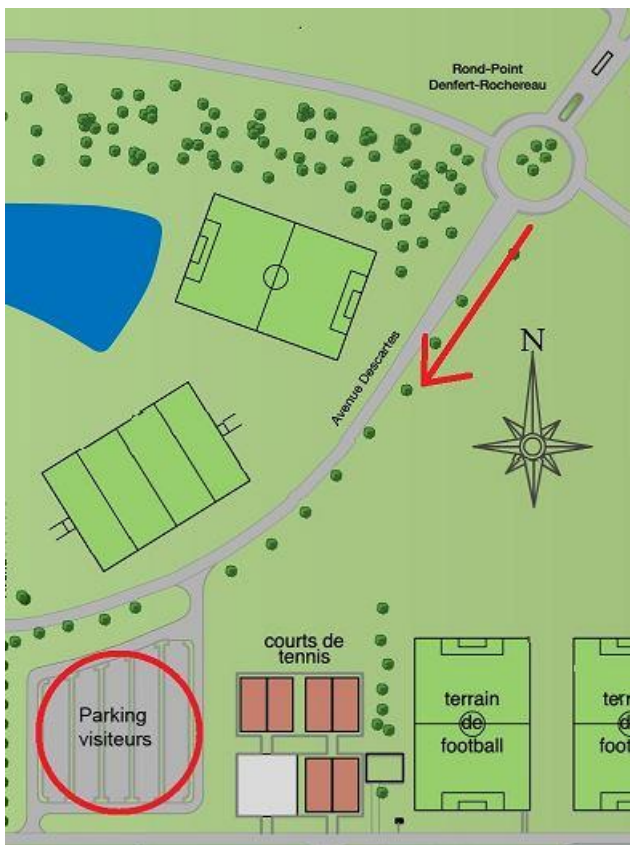 Rond-Point
Denfert-Rochereau
N
Avenue Descartes
courts de
tennis
Parking
visiteurs
terrain
de
football